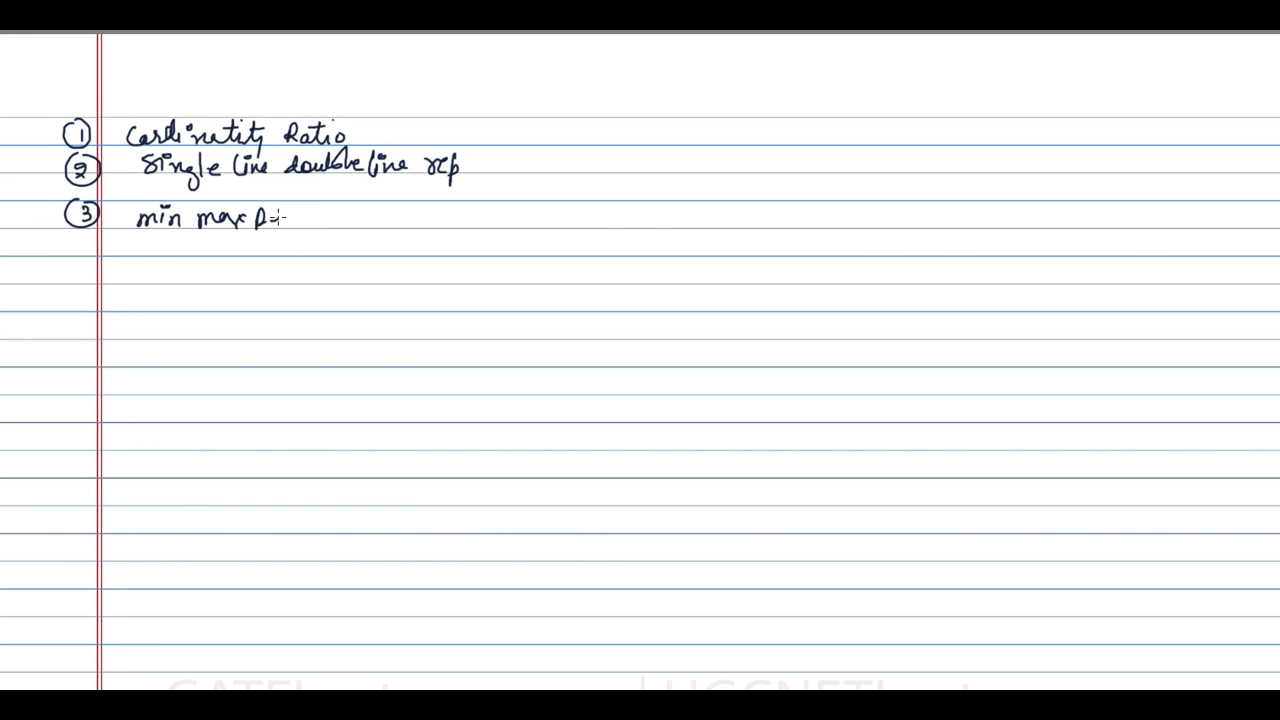 ① Cardinality Ratio
② Single line double line rep
③ min max